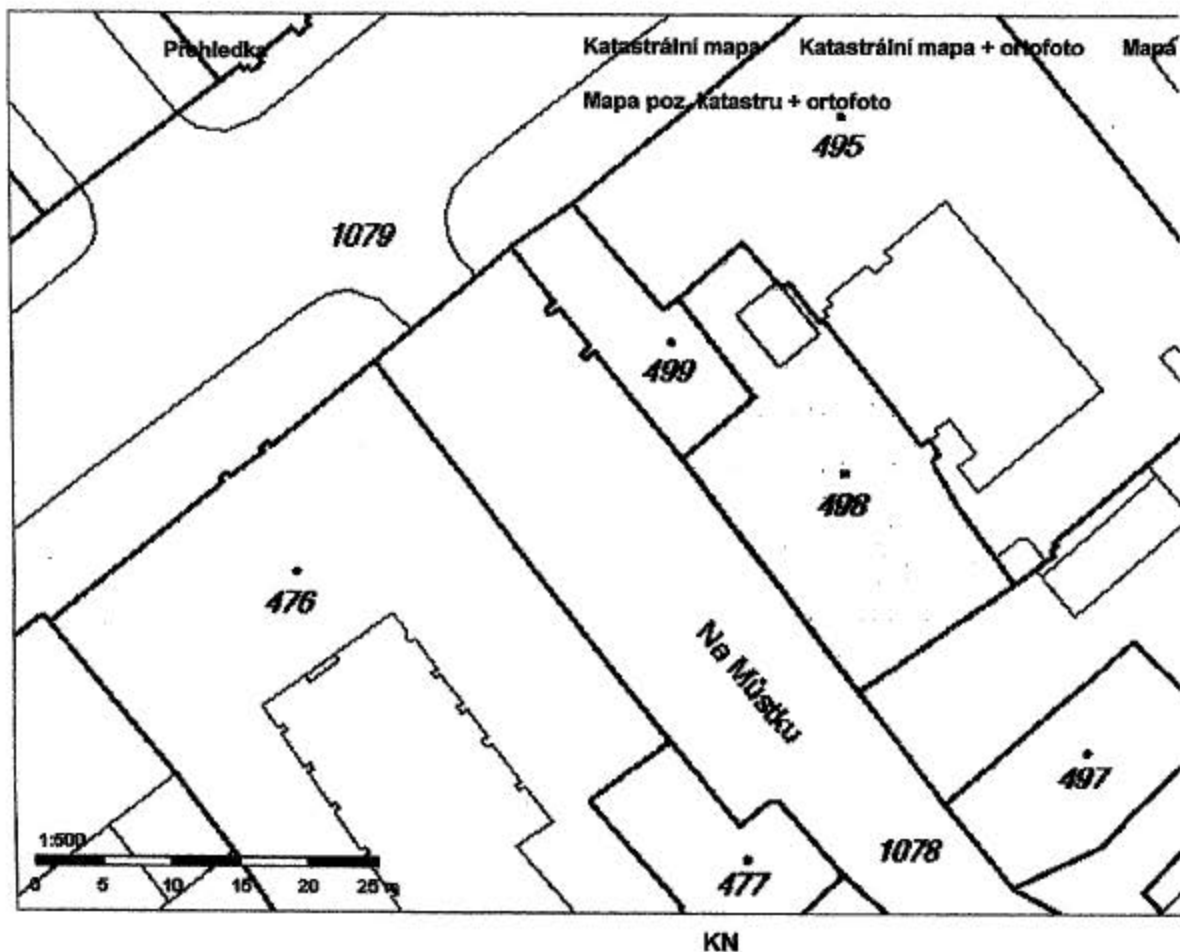 Přehledka Katastrální mapa Katastrální mapa + ortofoto Mapa
Mapa poz. katastru + ortofoto
495
1079
499
498
476
Na Můstku
497
1:500
1078
477
0 5 10 15 20 25 m
KN